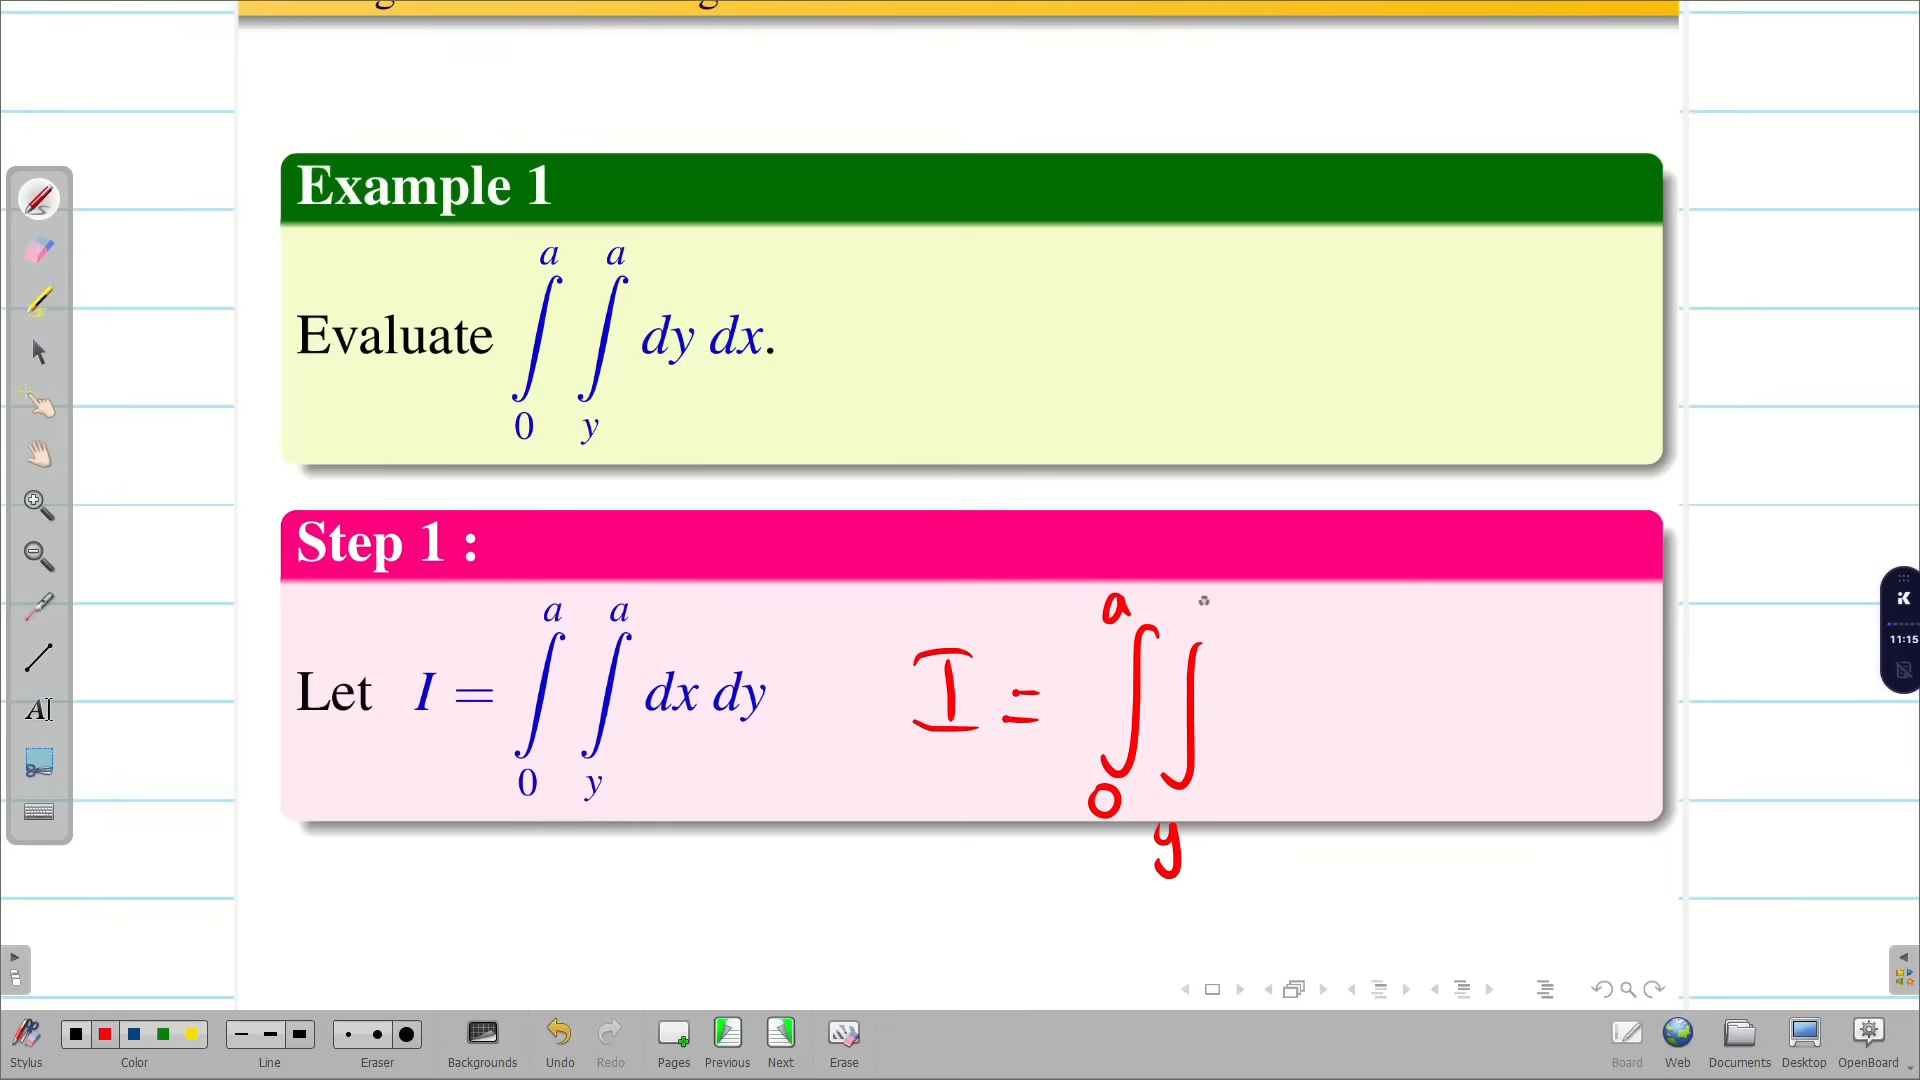 Example 1
Evaluate ∫_0^a ∫_y^a dy dx.
Step 1 :
Let I = ∫_0^a ∫_y^a dx dy
I = ∫_0^a ∫_y
11:15
Stylus
Color
Line
Eraser
Backgrounds
Undo
Redo
Pages
Previous
Next
Erase
Board
Web
Documents
Desktop
OpenBoard